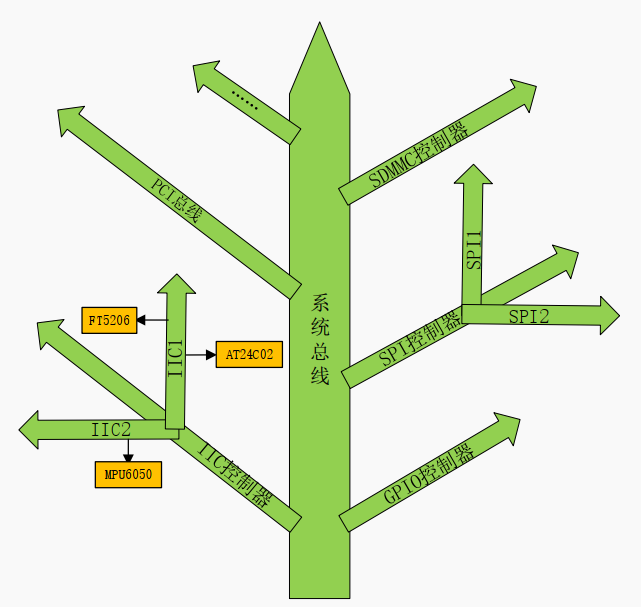 ……
SDMMC控制器
PCI总线
SPI1
系统总线
FT5206
IIC1
AT24C02
SPI控制器
SPI2
IIC2
IIC控制器
MPU6050
GPIO控制器